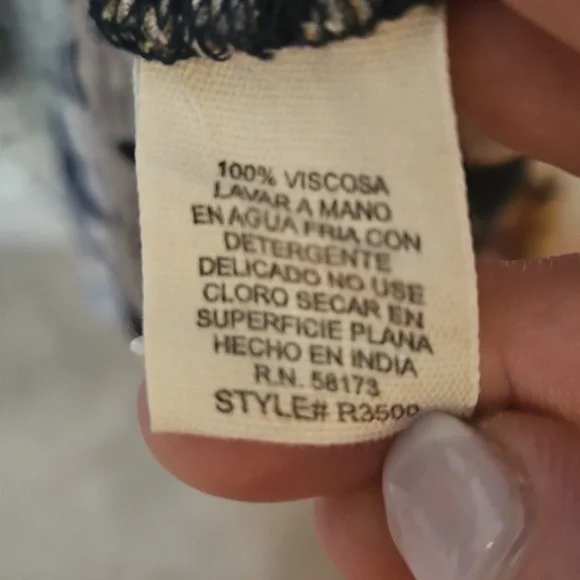 100% VISCOSA
LAVAR A MANO
EN AGUA FRIA CON
DETERGENTE
DELICADO NO USE
CLORO SECAR EN
SUPERFICIE PLANA
HECHO EN INDIA
R.N. 58173
STYLE# R3509